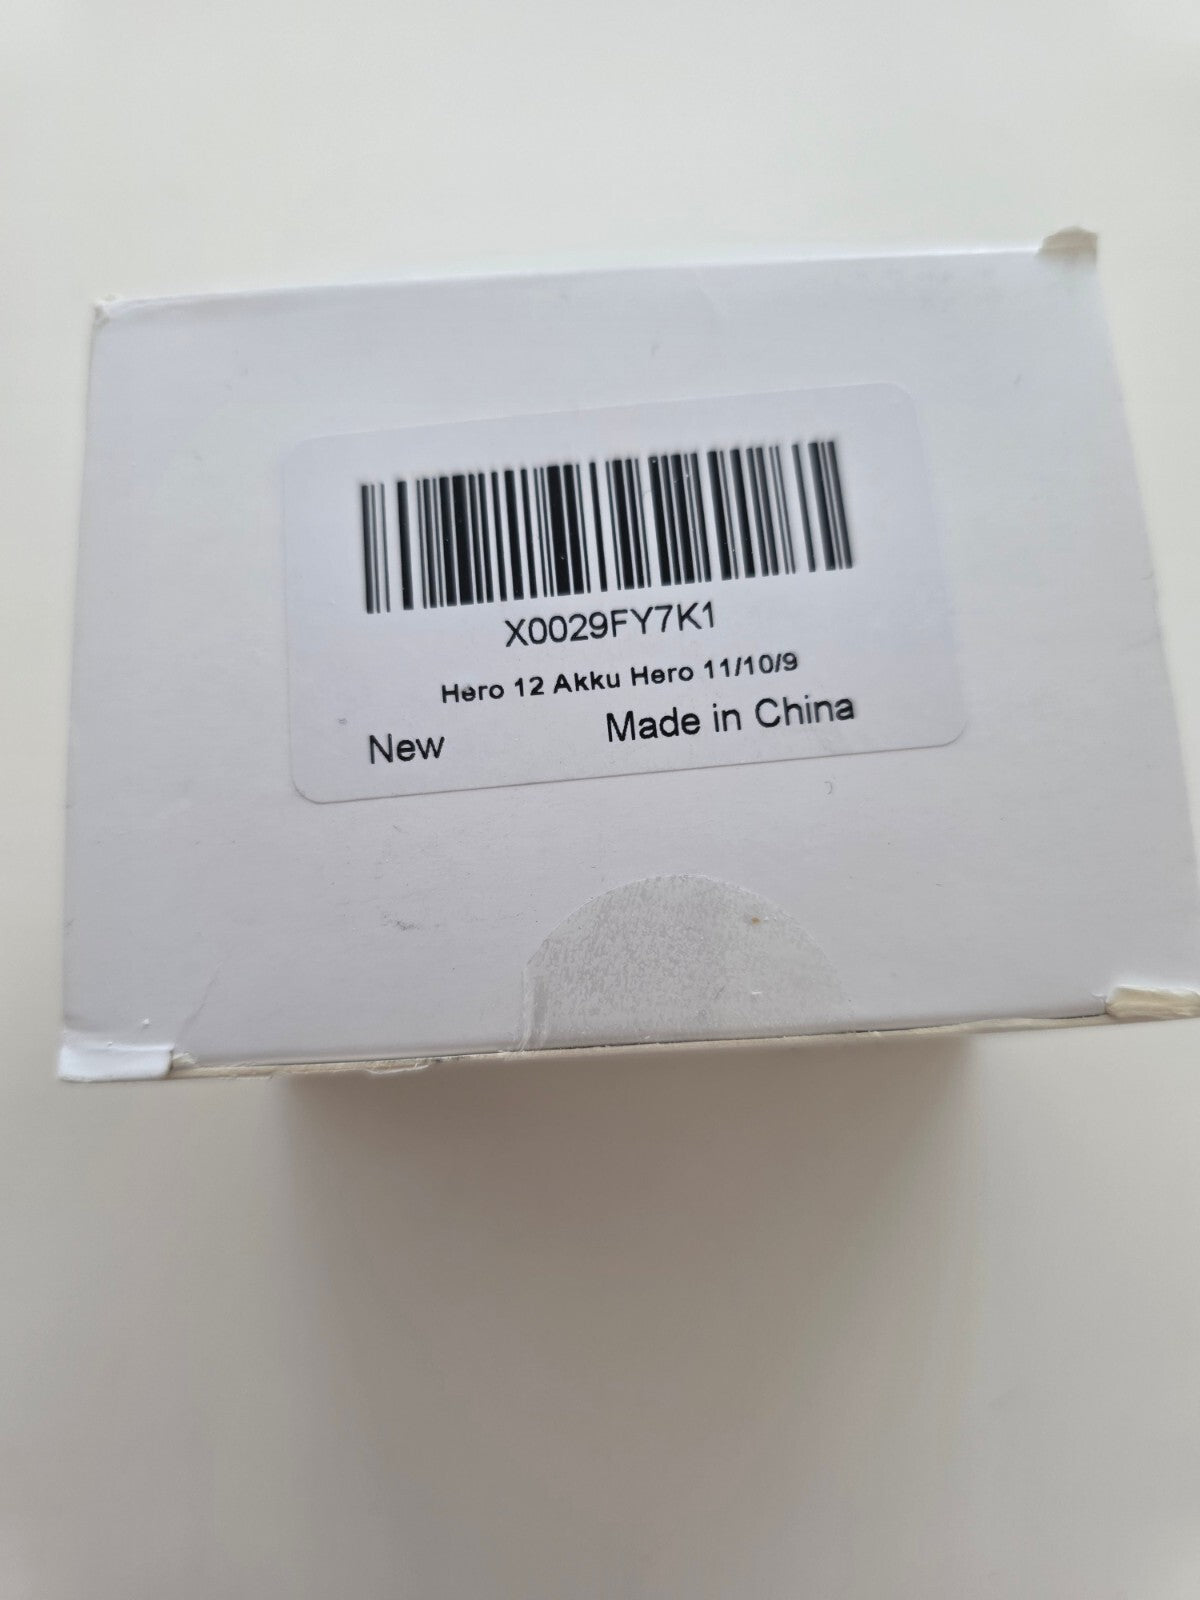 X0029FY7K1
Hero 12 Akku Hero 11/10/9
New
Made in China